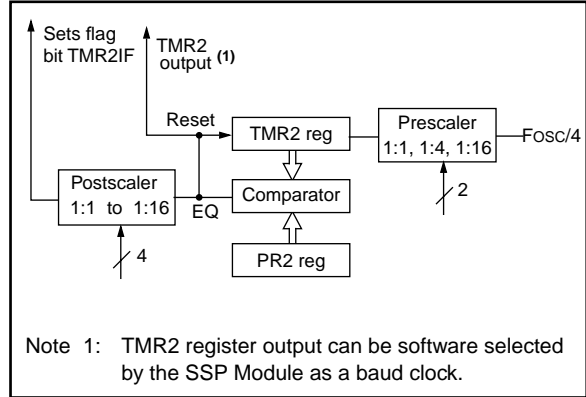 Sets flag
bit TMR2IF
TMR2
output (1)
Reset
TMR2 reg
Prescaler
1:1, 1:4, 1:16
FOSC/4
2
Postscaler
1:1 to 1:16
EQ
Comparator
4
PR2 reg
Note 1: TMR2 register output can be software selected
by the SSP Module as a baud clock.